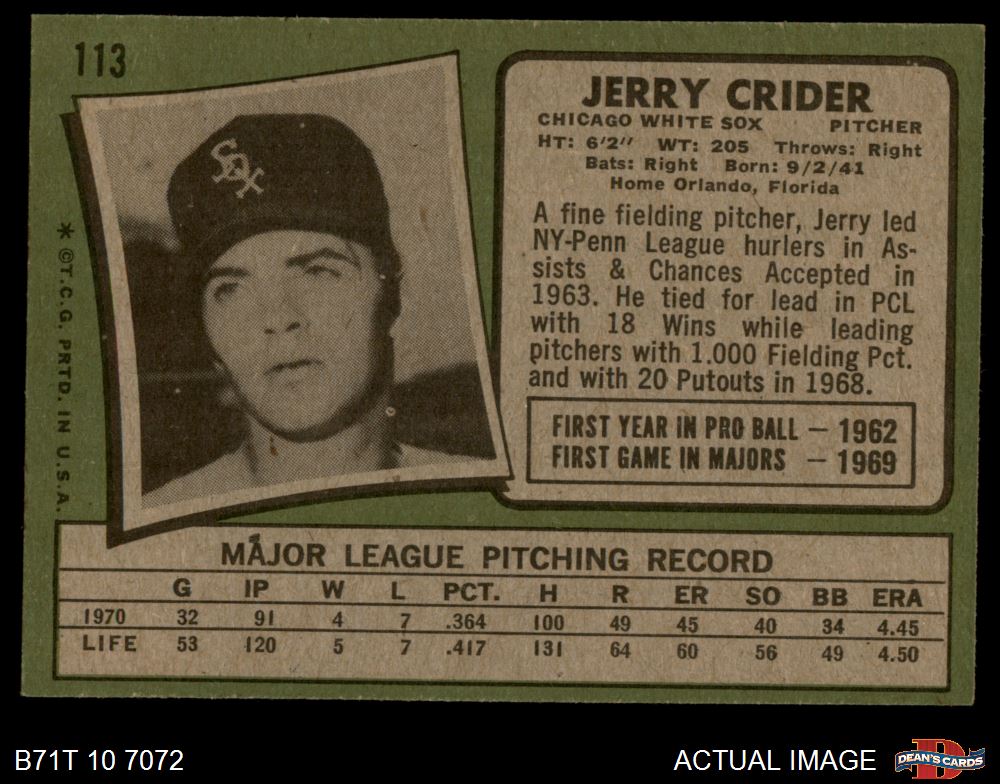 113
SOX
* © T.C.G. PRTD. IN U.S.A.
JERRY CRIDER
CHICAGO WHITE SOX PITCHER
HT: 6'2" WT: 205 Throws: Right
Bats: Right Born: 9/2/41
Home Orlando, Florida
A fine fielding pitcher, Jerry led
NY-Penn League hurlers in As-
sists & Chances Accepted in
1963. He tied for lead in PCL
with 18 Wins while leading
pitchers with 1.000 Fielding Pct.
and with 20 Putouts in 1968.
FIRST YEAR IN PRO BALL — 1962
FIRST GAME IN MAJORS — 1969
MAJOR LEAGUE PITCHING RECORD
G IP W L PCT. H R ER SO BB ERA
1970 32 91 4 7 .364 100 49 45 40 34 4.45
LIFE 53 120 5 7 .417 131 64 60 56 49 4.50
B71T 10 7072
ACTUAL IMAGE
DEAN'S CARDS